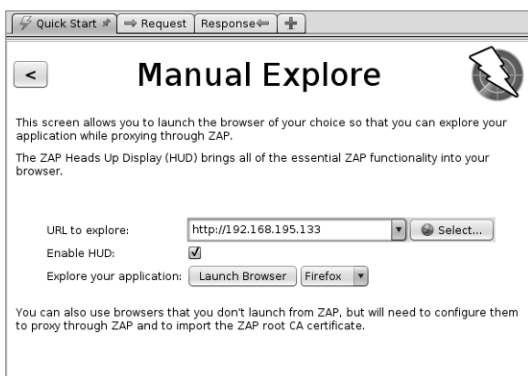 Quick Start Request Response
<
Manual Explore
This screen allows you to launch the browser of your choice so that you can explore your
application while proxying through ZAP.
The ZAP Heads Up Display (HUD) brings all of the essential ZAP functionality into your
browser.
URL to explore: http://192.168.195.133 Select...
Enable HUD:
Explore your application: Launch Browser Firefox
You can also use browsers that you don't launch from ZAP, but will need to configure them
to proxy through ZAP and to import the ZAP root CA certificate.